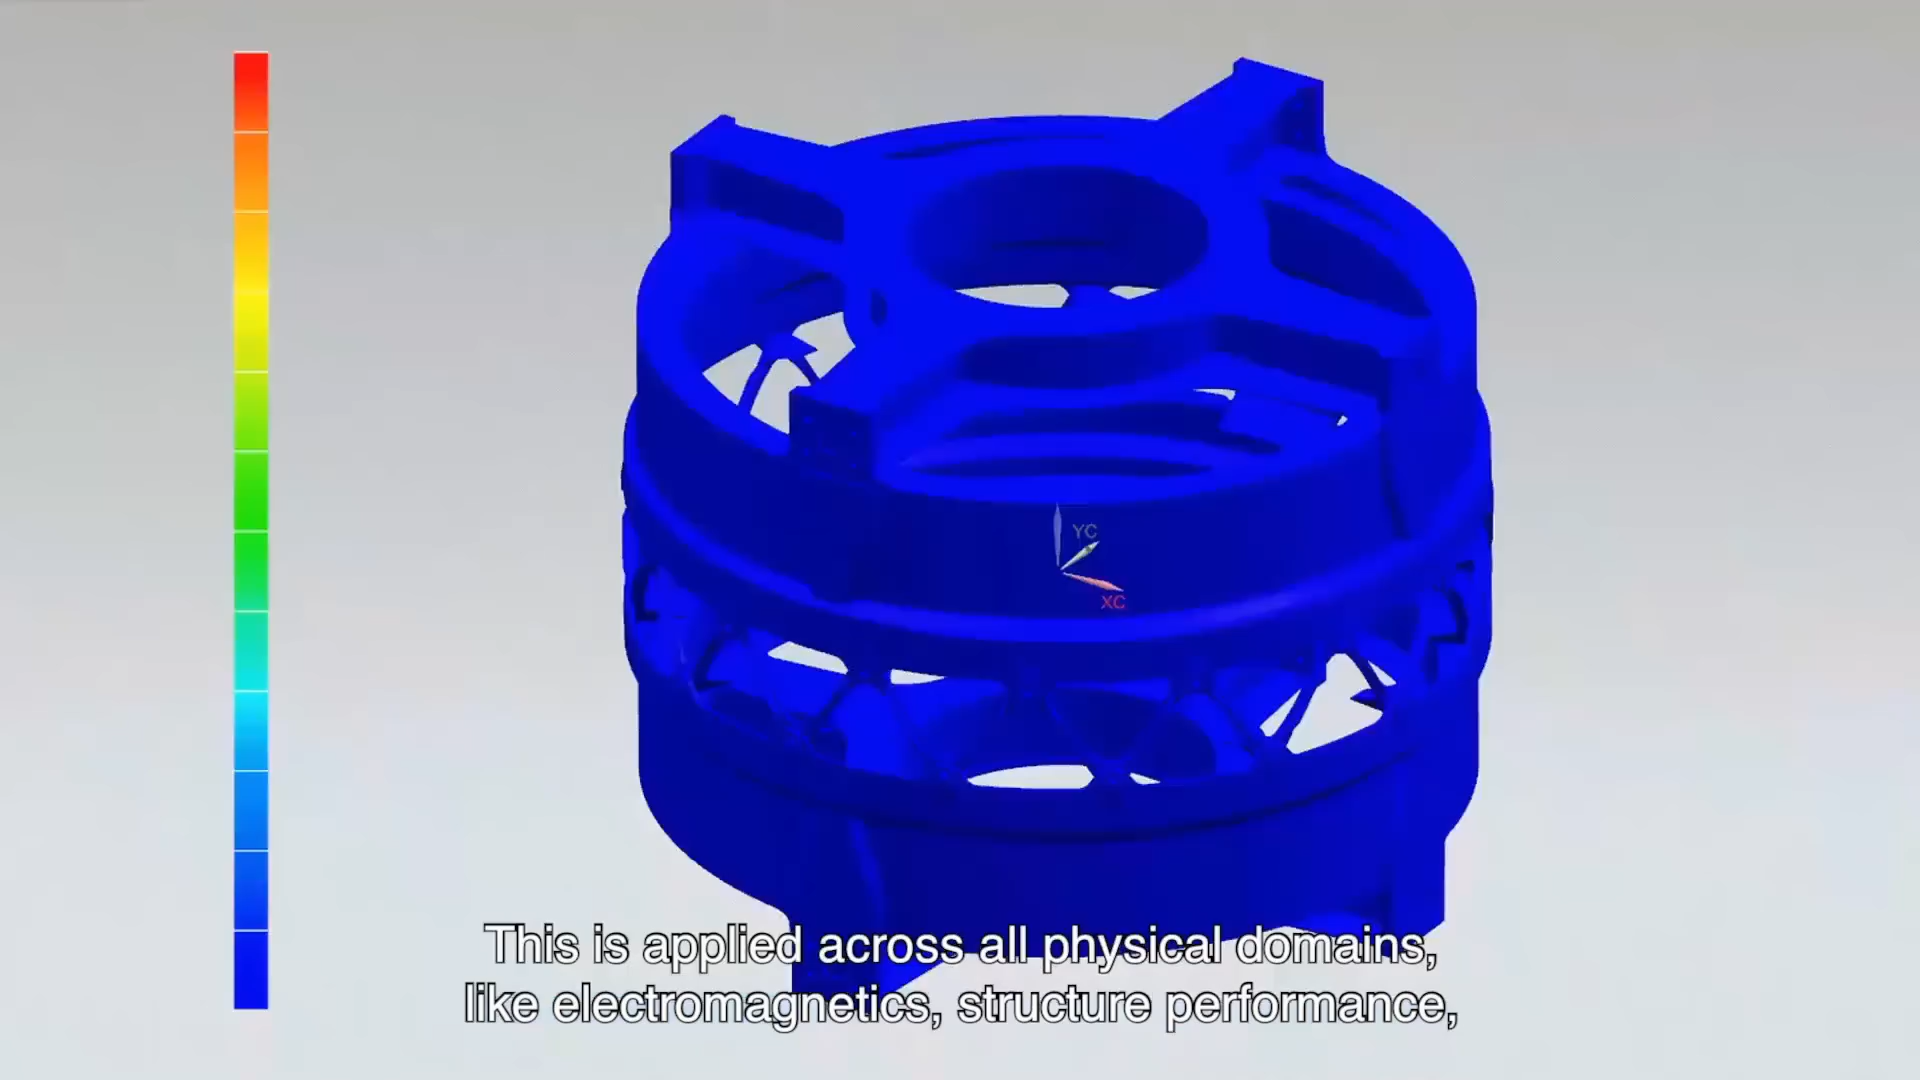 YC
XC
This is applied across all physical domains,
like electromagnetics, structure performance,